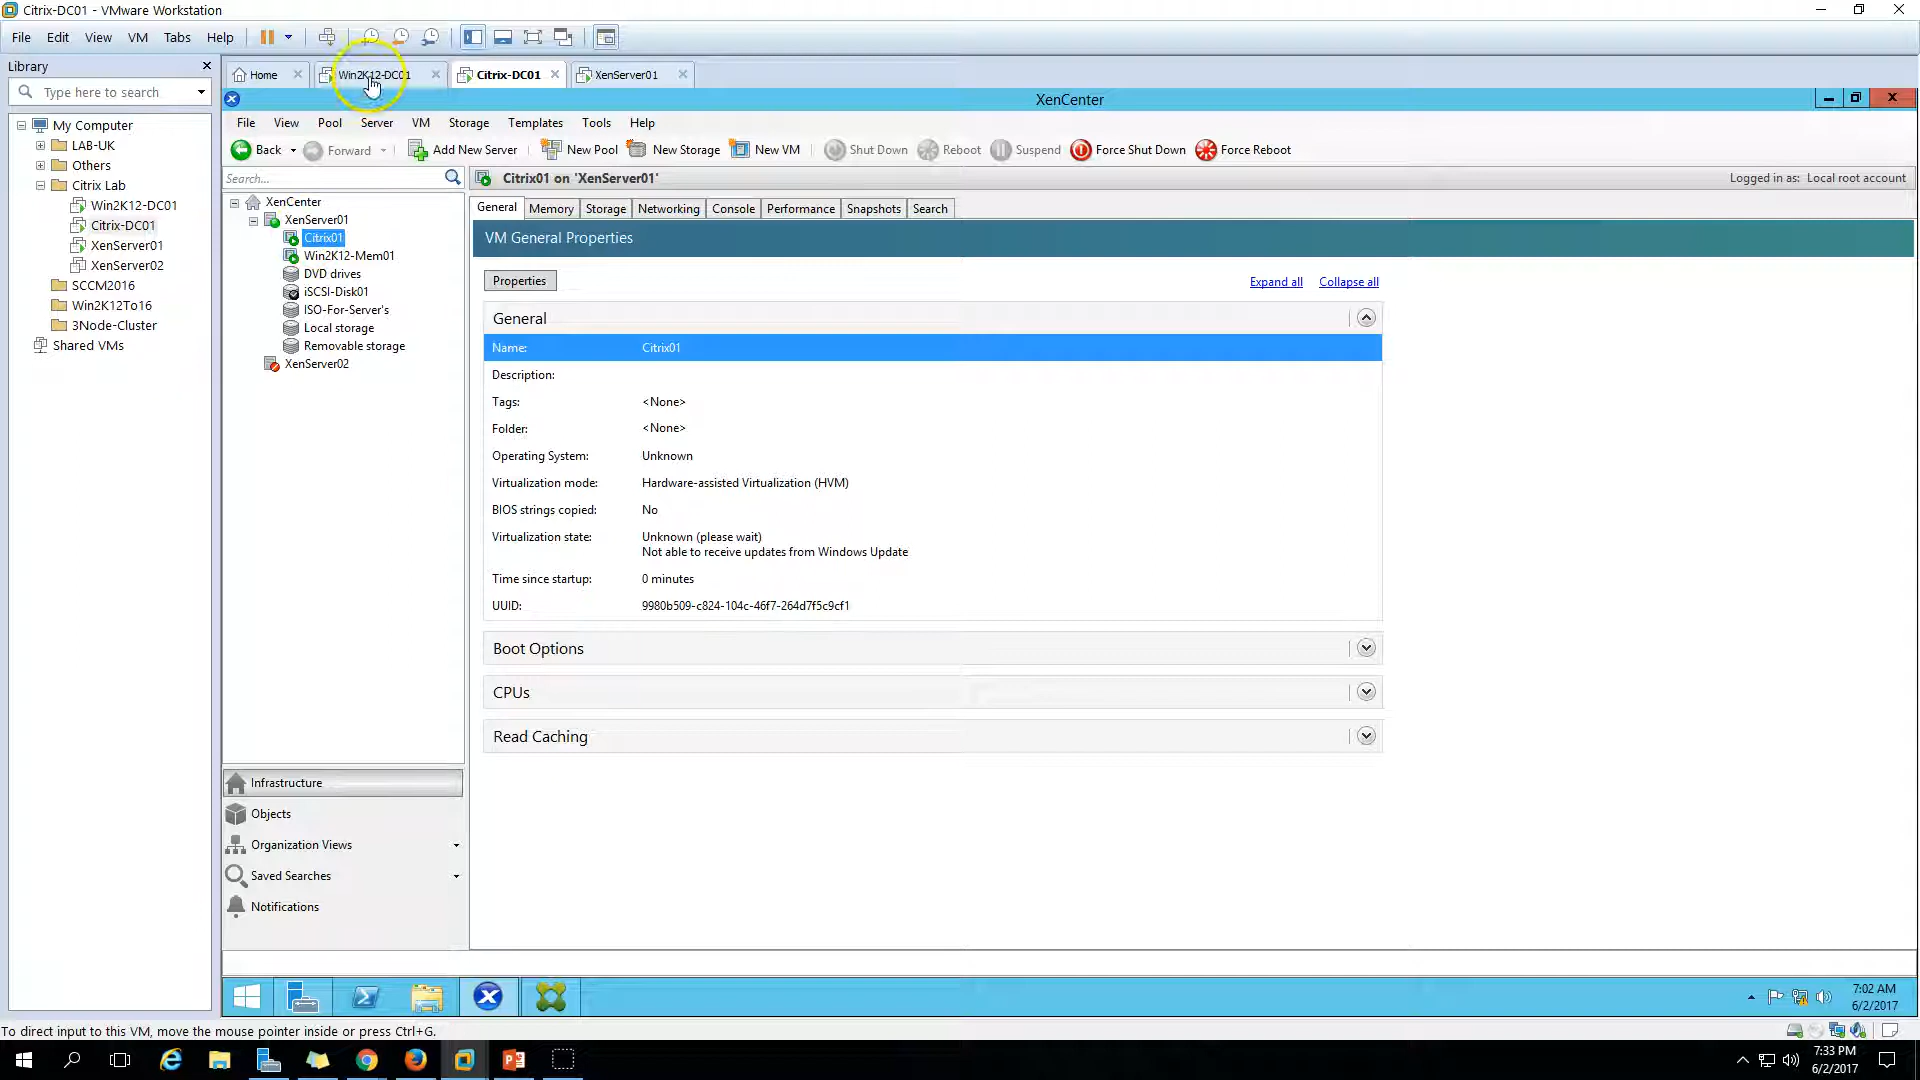 Citrix-DC01 - VMware Workstation
File Edit View VM Tabs Help
Library
Type here to search
My Computer
LAB-UK
Others
Citrix Lab
Win2K12-DC01
Citrix-DC01
XenServer01
XenServer02
SCCM2016
Win2K12To16
3Node-Cluster
Shared VMs
Home Win2K12-DC01 Citrix-DC01 XenServer01
XenCenter
File View Pool Server VM Storage Templates Tools Help
Back Forward Add New Server New Pool New Storage New VM Shut Down Reboot Suspend Force Shut Down Force Reboot
Search...
Citrix01 on 'XenServer01'
Logged in as: Local root account
XenCenter
XenServer01
Citrix01
Win2K12-Mem01
DVD drives
iSCSI-Disk01
ISO-For-Server's
Local storage
Removable storage
XenServer02
Infrastructure
Objects
Organization Views
Saved Searches
Notifications
General Memory Storage Networking Console Performance Snapshots Search
VM General Properties
Properties
Expand all Collapse all
General
Name: Citrix01
Description:
Tags: <None>
Folder: <None>
Operating System: Unknown
Virtualization mode: Hardware-assisted Virtualization (HVM)
BIOS strings copied: No
Virtualization state: Unknown (please wait)
Not able to receive updates from Windows Update
Time since startup: 0 minutes
UUID: 9980b509-c824-104c-46f7-264d7f5c9cf1
Boot Options
CPUs
Read Caching
7:02 AM
6/2/2017
To direct input to this VM, move the mouse pointer inside or press Ctrl+G.
7:33 PM
6/2/2017